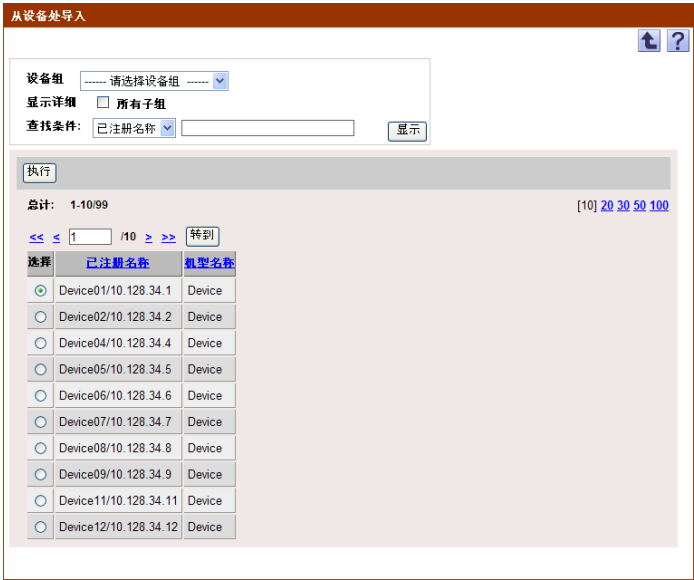 从设备处导入
?
设备组 ------ 请选择设备组 ------
显示详细 所有子组
查找条件: 已注册名称 显示
执行
总计: 1-10/99 [10] 20 30 50 100
<< < 1 /10 > >> 转到
选择 已注册名称 机型名称
Device01/10.128.34.1 Device
Device02/10.128.34.2 Device
Device04/10.128.34.4 Device
Device05/10.128.34.5 Device
Device06/10.128.34.6 Device
Device07/10.128.34.7 Device
Device08/10.128.34.8 Device
Device09/10.128.34.9 Device
Device11/10.128.34.11 Device
Device12/10.128.34.12 Device